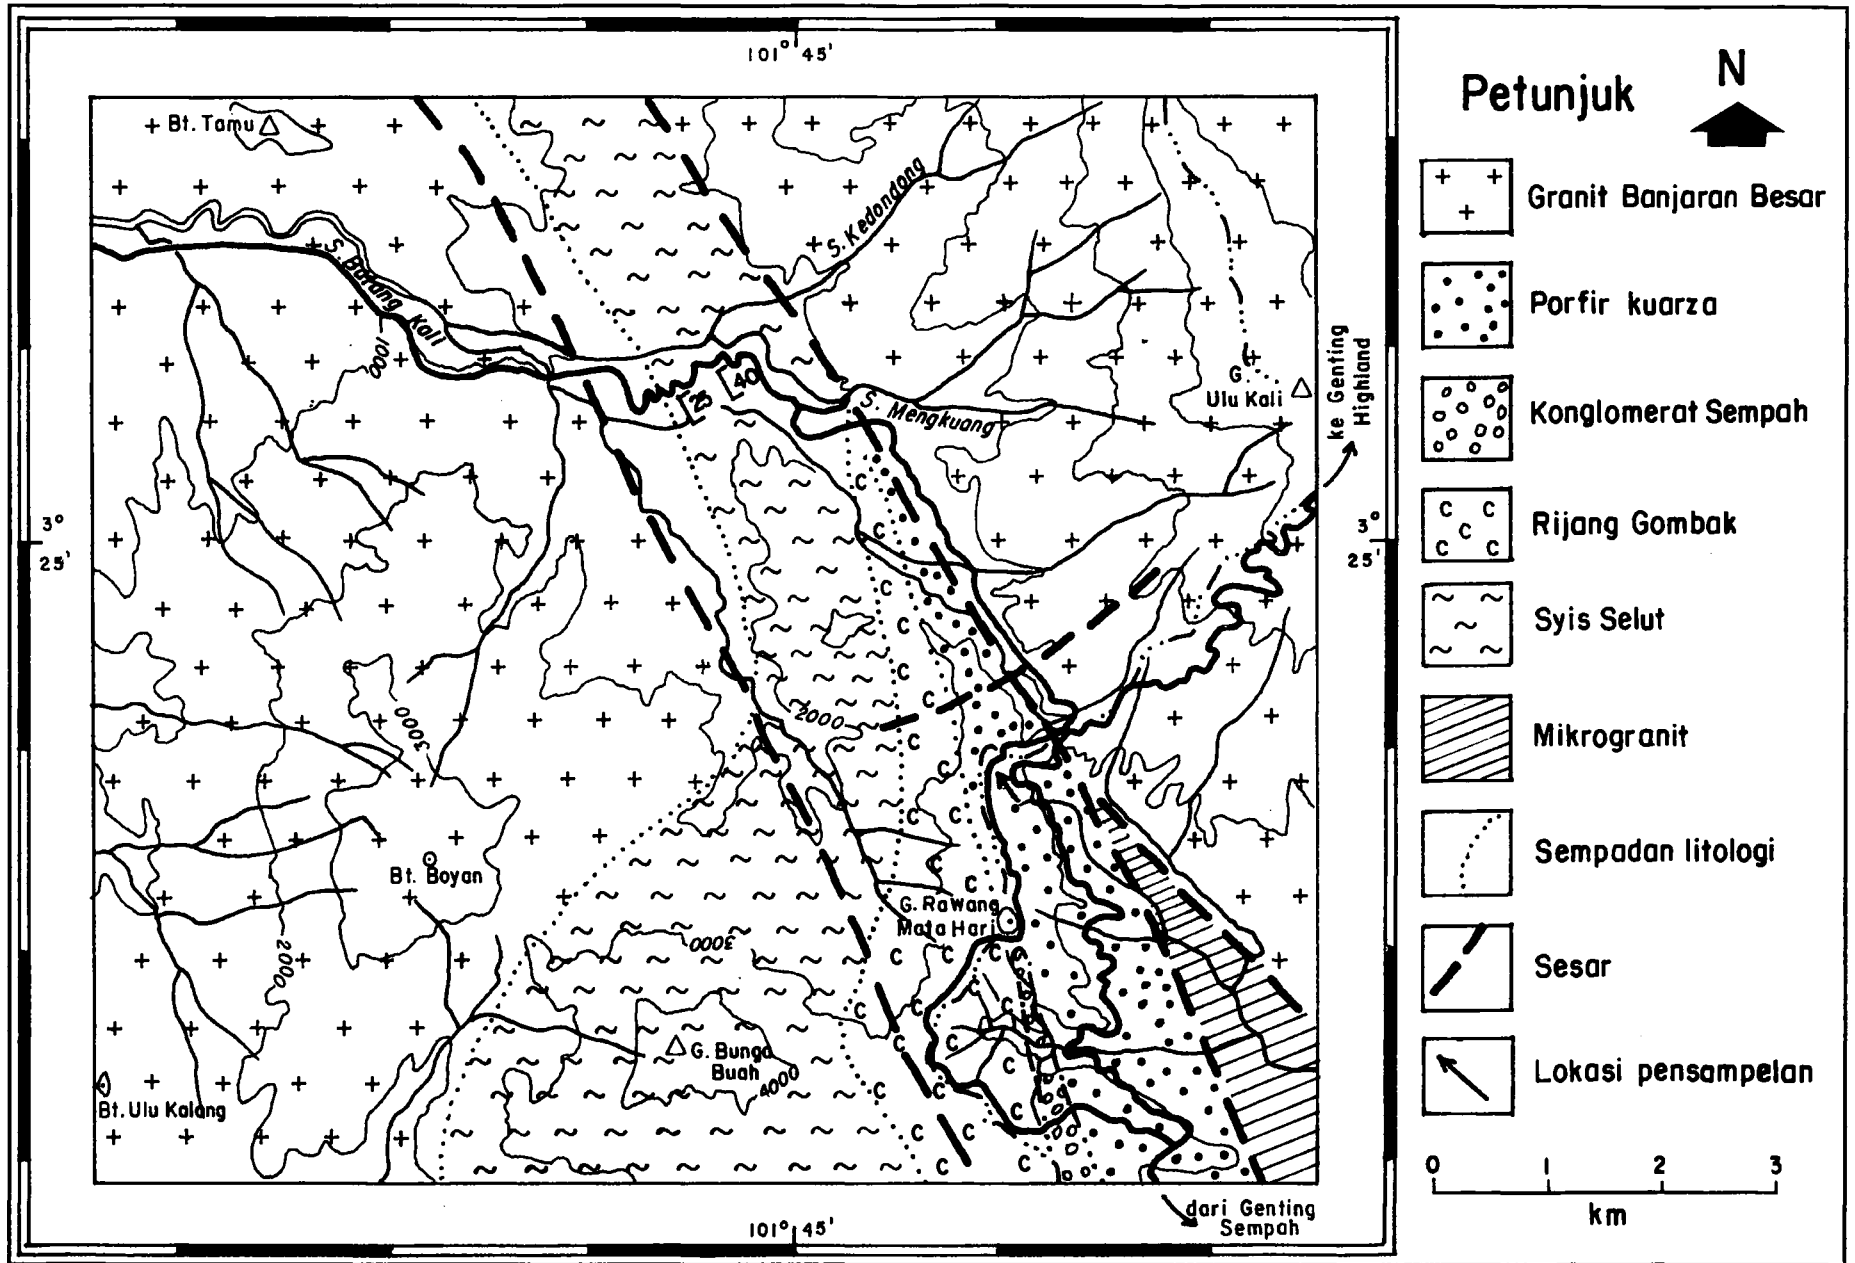 101° 45'
Bt. Tamu
S. Kedondong
S. Batang Kali
1000
40
25
S. Mengkuang
G.
Ulu Kali
ke Genting
Highland
3°
25'
3°
25'
2000
3000
Bt. Boyan
G. Rawang
Mata Hari
3000
2000
G. Bunga
Buah
4000
Bt. Ulu Kalang
dari Genting
Sempah
101° 45'
Petunjuk
N
Granit Banjaran Besar
Porfir kuarza
Konglomerat Sempah
Rijang Gombak
Syis Selut
Mikrogranit
Sempadan litologi
Sesar
Lokasi pensampelan
0 1 2 3
km